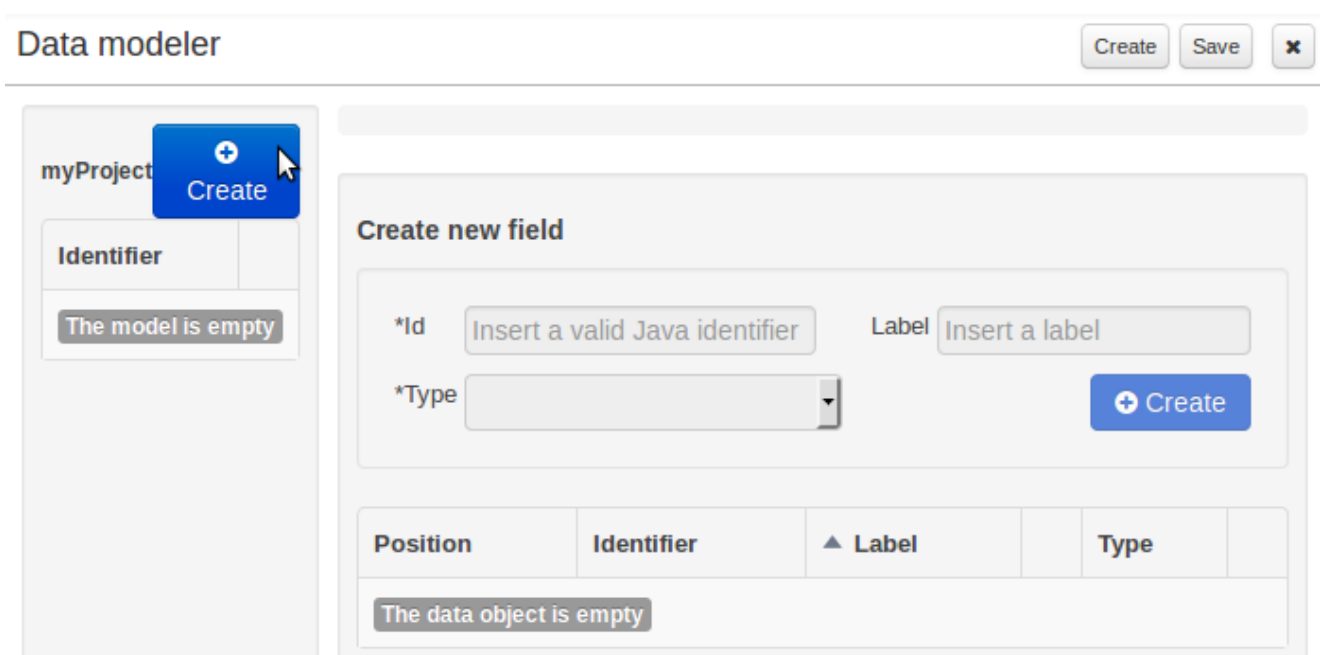 Data modeler
Create Save ✖
myProject
Create
Identifier
The model is empty
Create new field
*Id Insert a valid Java identifier Label Insert a label
*Type Create
Position Identifier Label Type
The data object is empty